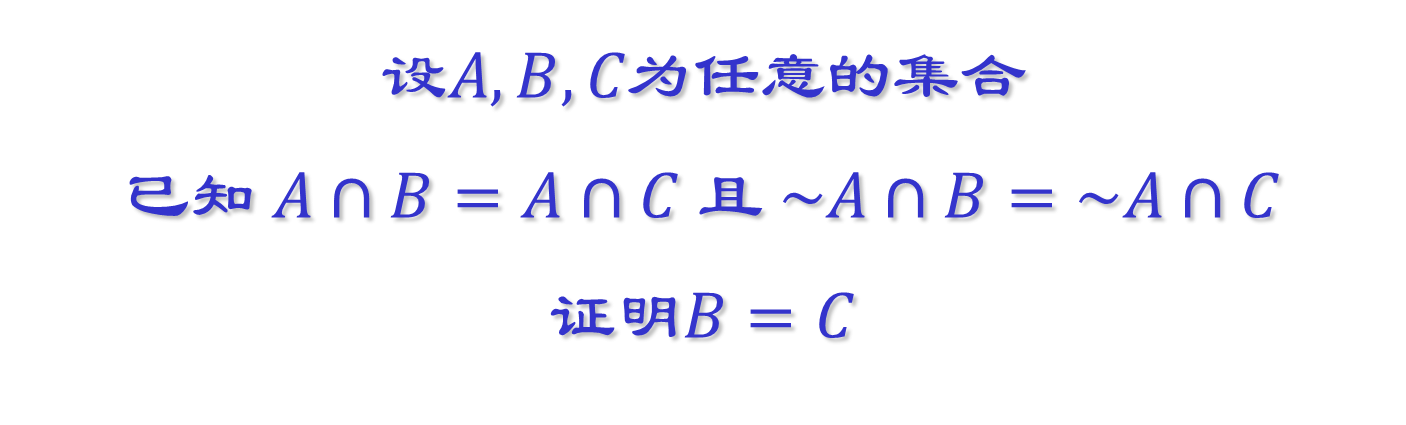 设A, B, C为任意的集合
已知 A ∩ B = A ∩ C 且 ~A ∩ B = ~A ∩ C
证明B = C